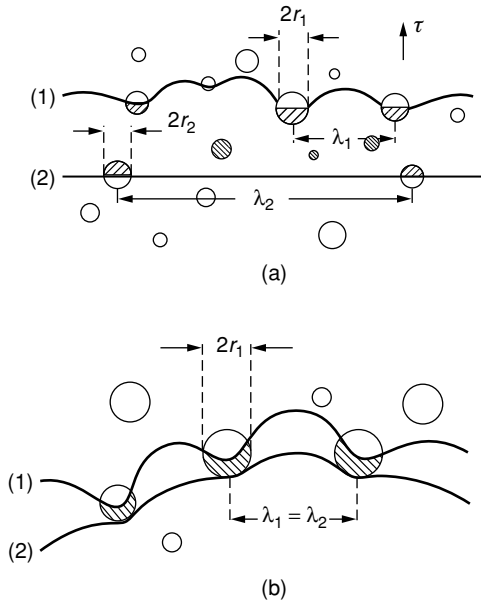 2r₁
τ
(1)
2r₂
λ₁
(2)
λ₂
(a)
2r₁
(1)
λ₁ = λ₂
(2)
(b)